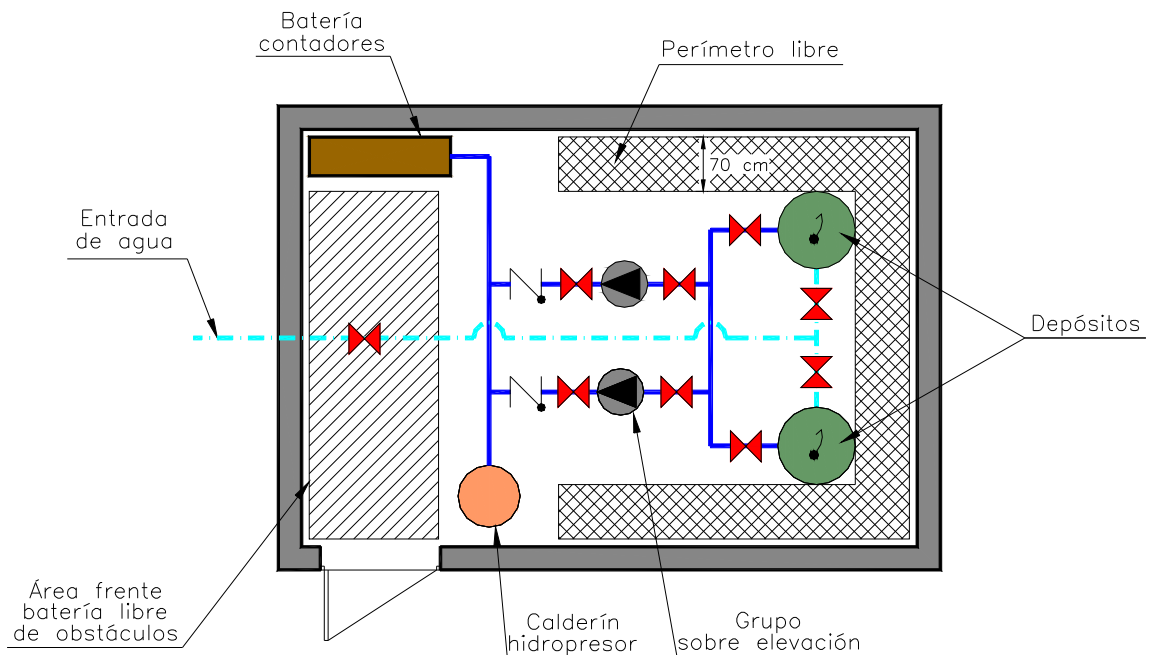 Batería
contadores
Perímetro libre
70 cm
Entrada
de agua
Depósitos
Área frente
batería libre
de obstáculos
Calderín
hidropresor
Grupo
sobre elevación